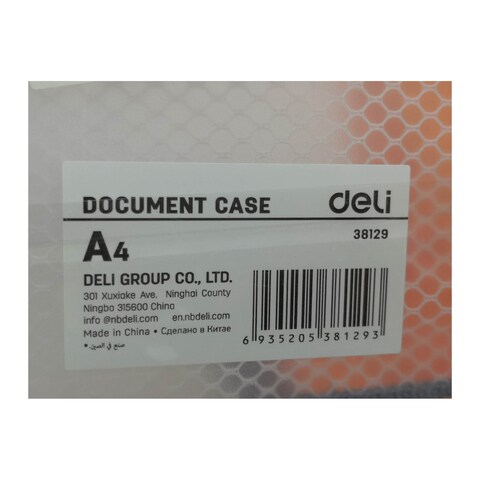 DOCUMENT CASE
deli
38129
A4
DELI GROUP CO., LTD.
301 Xuxiake Ave. Ninghai County
Ningbo 315600 China
info @nbdeli.com en.nbdeli.com
Made in China • Сделано в Китае
• صنع في الصين
6 935205 381293